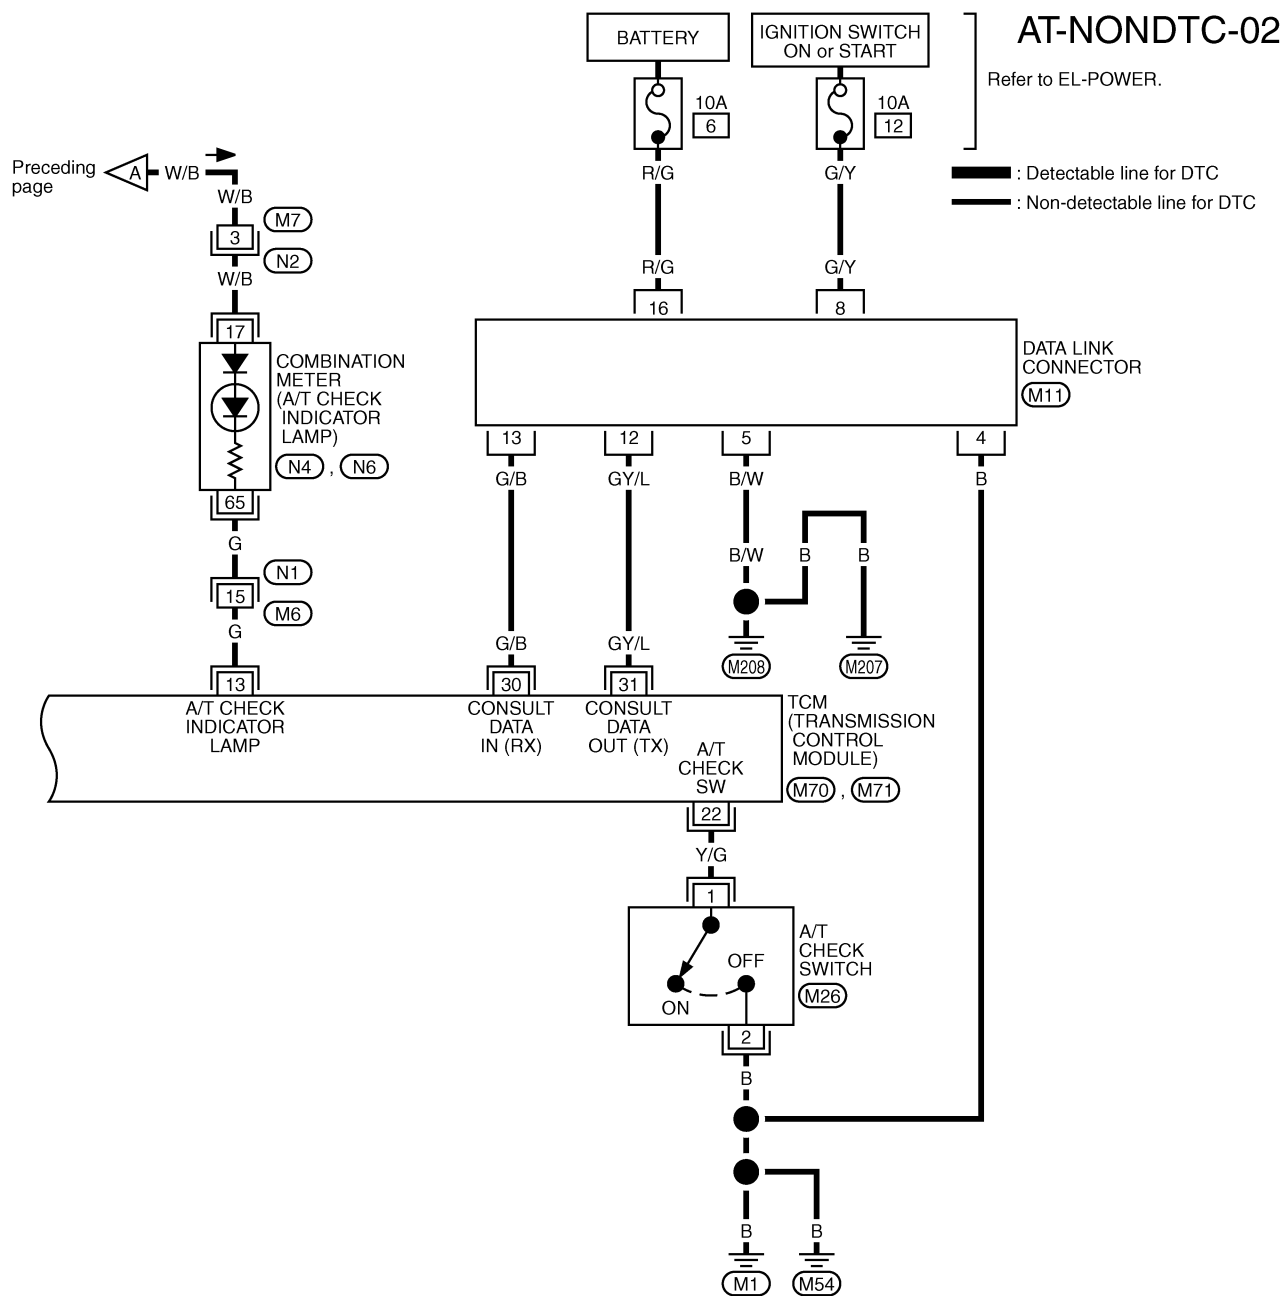 AT-NONDTC-02
BATTERY
IGNITION SWITCH
ON or START
Refer to EL-POWER.
10A
6
10A
12
Preceding
page
A
W/B
W/B
R/G
G/Y
: Detectable line for DTC
: Non-detectable line for DTC
M7
3
N2
W/B
R/G
G/Y
16
8
17
COMBINATION
METER
(A/T CHECK
INDICATOR
LAMP)
N4 , N6
DATA LINK
CONNECTOR
M11
13
12
5
4
65
G/B
GY/L
B/W
B
G
N1
15
M6
G
B/W
B
B
G/B
GY/L
M208
M207
13
30
31
A/T CHECK
INDICATOR
LAMP
CONSULT
DATA
IN (RX)
CONSULT
DATA
OUT (TX)
A/T
CHECK
SW
TCM
(TRANSMISSION
CONTROL
MODULE)
M70 , M71
22
Y/G
1
OFF
ON
A/T
CHECK
SWITCH
M26
2
B
B
B
M1
M54